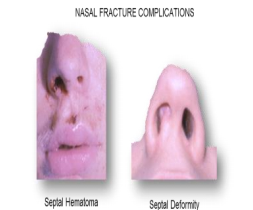 NASAL FRACTURE COMPLICATIONS
Septal Hematoma
Septal Deformity